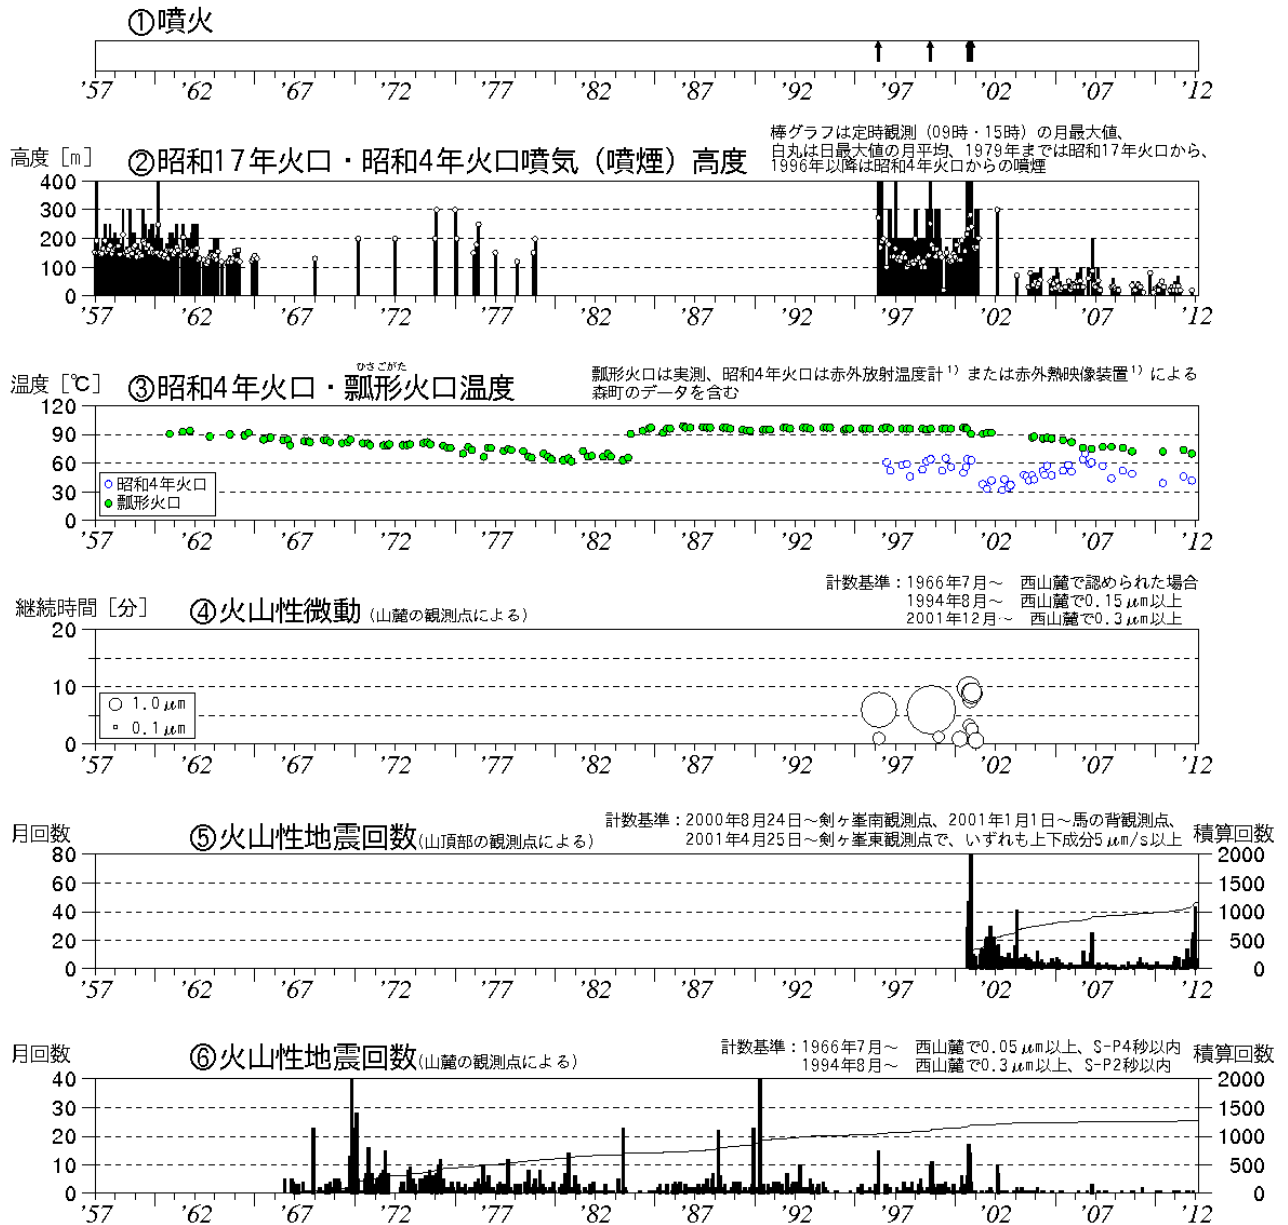 ①噴火
'57 '62 '67 '72 '77 '82 '87 '92 '97 '02 '07 '12
高度［m］
②昭和17年火口・昭和4年火口噴気（噴煙）高度
棒グラフは定時観測（09時・15時）の月最大値、
白丸は日最大値の月平均、1979年までは昭和17年火口から、
1996年以降は昭和4年火口からの噴煙
400
300
200
100
0
'57 '62 '67 '72 '77 '82 '87 '92 '97 '02 '07 '12
温度［℃］
ひさごがた
③昭和4年火口・瓢形火口温度
瓢形火口は実測、昭和4年火口は赤外放射温度計1）または赤外熱映像装置1）による
森町のデータを含む
120
90
60
30
0
昭和4年火口
瓢形火口
'57 '62 '67 '72 '77 '82 '87 '92 '97 '02 '07 '12
継続時間［分］
④火山性微動（山麓の観測点による）
計数基準：1966年7月～　西山麓で認められた場合
1994年8月～　西山麓で0.15μm以上
2001年12月～　西山麓で0.3μm以上
20
10
0
1.0μm
0.1μm
'57 '62 '67 '72 '77 '82 '87 '92 '97 '02 '07 '12
月回数
⑤火山性地震回数（山頂部の観測点による）
計数基準：2000年8月24日～剣ヶ峯南観測点、2001年1月1日～馬の背観測点、
2001年4月25日～剣ヶ峯東観測点で、いずれも上下成分5μm/s以上
積算回数
80 2000
60 1500
40 1000
20 500
0 0
'57 '62 '67 '72 '77 '82 '87 '92 '97 '02 '07 '12
月回数
⑥火山性地震回数（山麓の観測点による）
計数基準：1966年7月～　西山麓で0.05μm以上、S-P4秒以内
1994年8月～　西山麓で0.3μm以上、S-P2秒以内
積算回数
40 2000
30 1500
20 1000
10 500
0 0
'57 '62 '67 '72 '77 '82 '87 '92 '97 '02 '07 '12